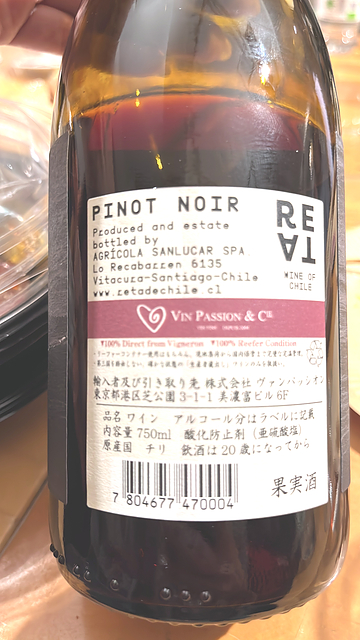 PINOT NOIR
Produced and estate
bottled by
AGRÍCOLA SANLUCAR SPA.
Lo Recabarren 6135
Vitacura-Santiago-Chile
www.retadechile.cl
RE
TA
WINE OF
CHILE
VIN PASSION & CIE
♥100% Direct from Vigneron ♥100% Reefer Condition
輸入者及び引き取り先 株式会社 ヴァンパッシオン
東京都港区芝公園 3-1-1 美濃富ビル 6F
品名 ワイン アルコール分はラベルに記載
内容量 750ml 酸化防止剤 (亜硫酸塩)
原産国 チリ 飲酒は 20 歳になってから
果実酒
7 804677 470004